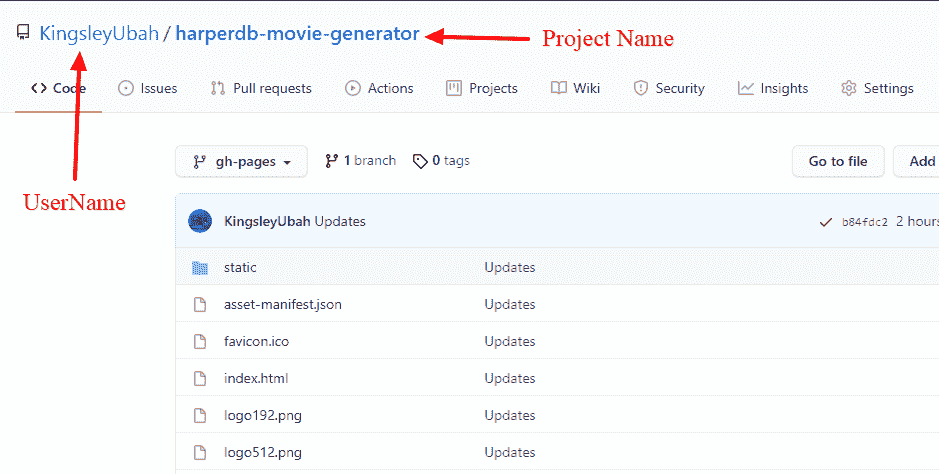 KingsleyUbah / harperdb-movie-generator Project Name
Code Issues Pull requests Actions Projects Wiki Security Insights Settings
gh-pages 1 branch 0 tags Go to file Add
UserName
KingsleyUbah Updates b84fdc2 2 hours
static Updates
asset-manifest.json Updates
favicon.ico Updates
index.html Updates
logo192.png Updates
logo512.png Updates